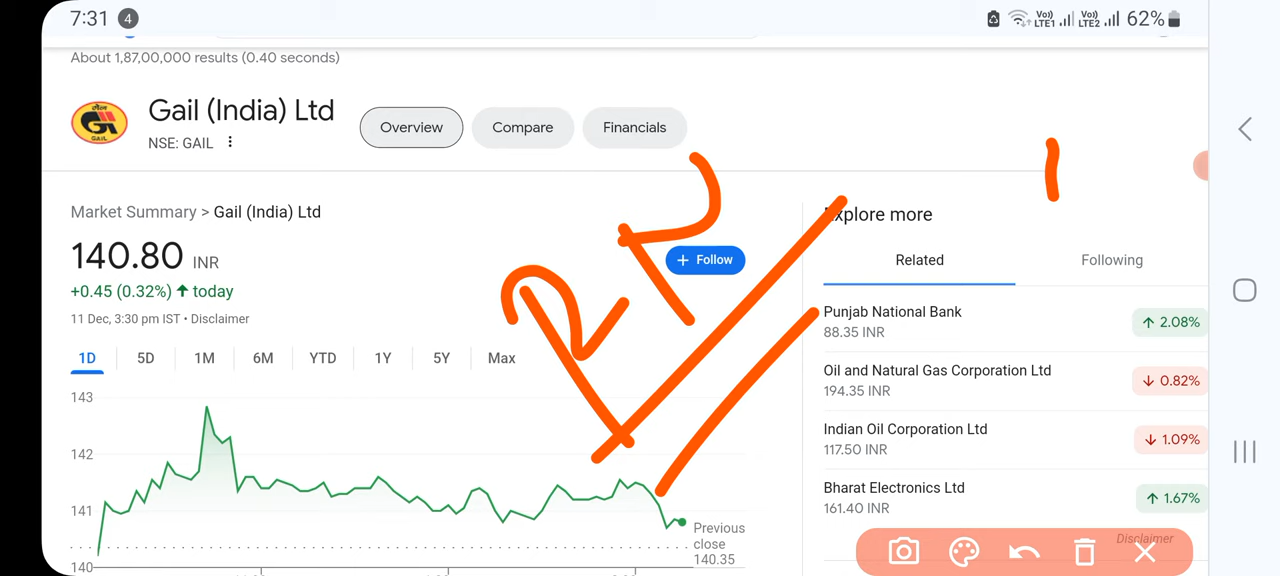 7:31 4 Vo)) LTE1 Vo)) LTE2 62%
About 1,87,00,000 results (0.40 seconds)
गेल
GAIL
Gail (India) Ltd
NSE: GAIL
Overview Compare Financials
Market Summary > Gail (India) Ltd
140.80 INR
+0.45 (0.32%) ↑ today
11 Dec, 3:30 pm IST • Disclaimer
+ Follow
1D 5D 1M 6M YTD 1Y 5Y Max
143
142
141
140
Previous
close
140.35
Explore more
Related Following
Punjab National Bank
88.35 INR
↑ 2.08%
Oil and Natural Gas Corporation Ltd
194.35 INR
↓ 0.82%
Indian Oil Corporation Ltd
117.50 INR
↓ 1.09%
Bharat Electronics Ltd
161.40 INR
↑ 1.67%
Disclaimer